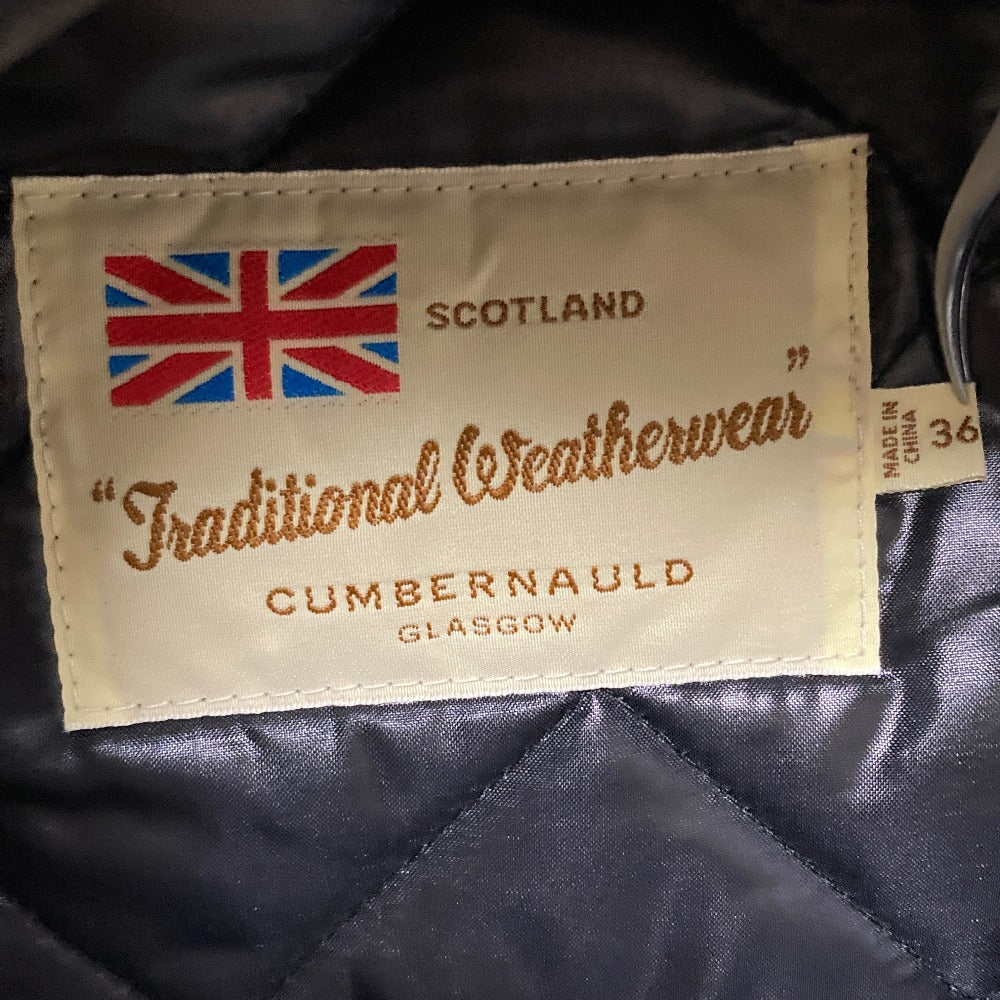 SCOTLAND
"Traditional Weatherwear"
CUMBERNAULD
GLASGOW
MADE IN
CHINA
36